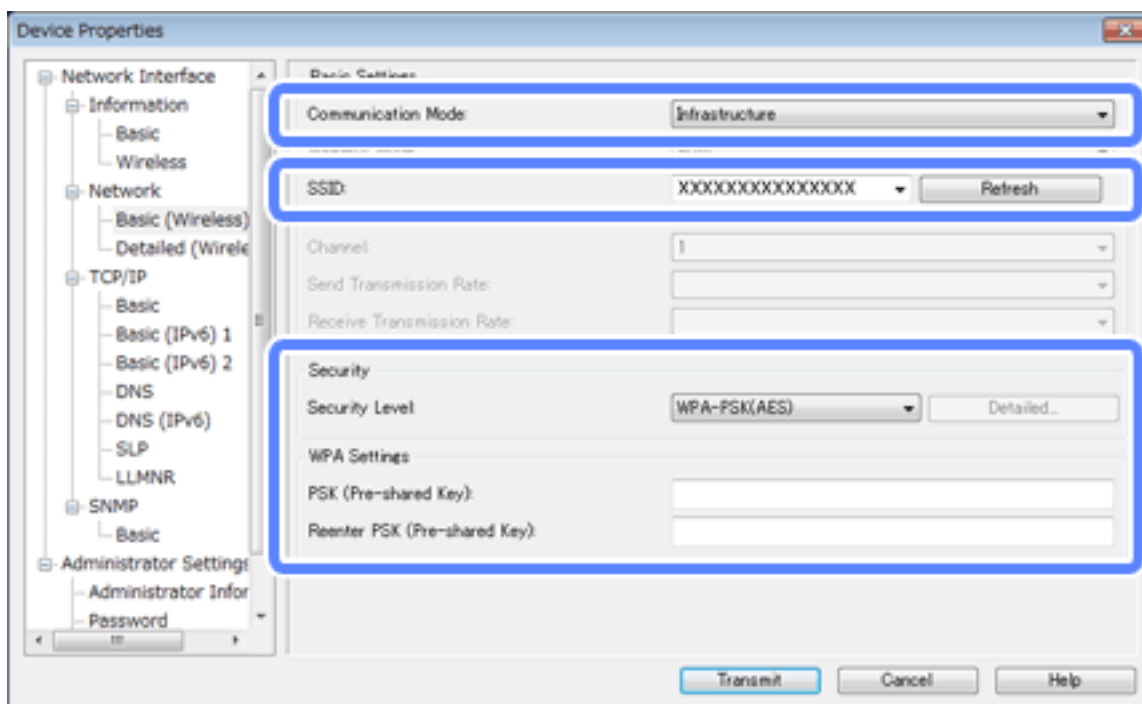 Device Properties
Network Interface
Information
Basic
Wireless
Network
Basic (Wireless)
Detailed (Wirele
TCP/IP
Basic
Basic (IPv6) 1
Basic (IPv6) 2
DNS
DNS (IPv6)
SLP
LLMNR
SNMP
Basic
Administrator Settings
Administrator Infor
Password
Basic Settings
Communication Mode: Infrastructure
SSID: XXXXXXXXXXXXXXX Refresh
Channel: 1
Send Transmission Rate:
Receive Transmission Rate:
Security
Security Level: WPA-PSK(AES) Detailed...
WPA Settings
PSK (Pre-shared Key):
Reenter PSK (Pre-shared Key):
Transmit Cancel Help